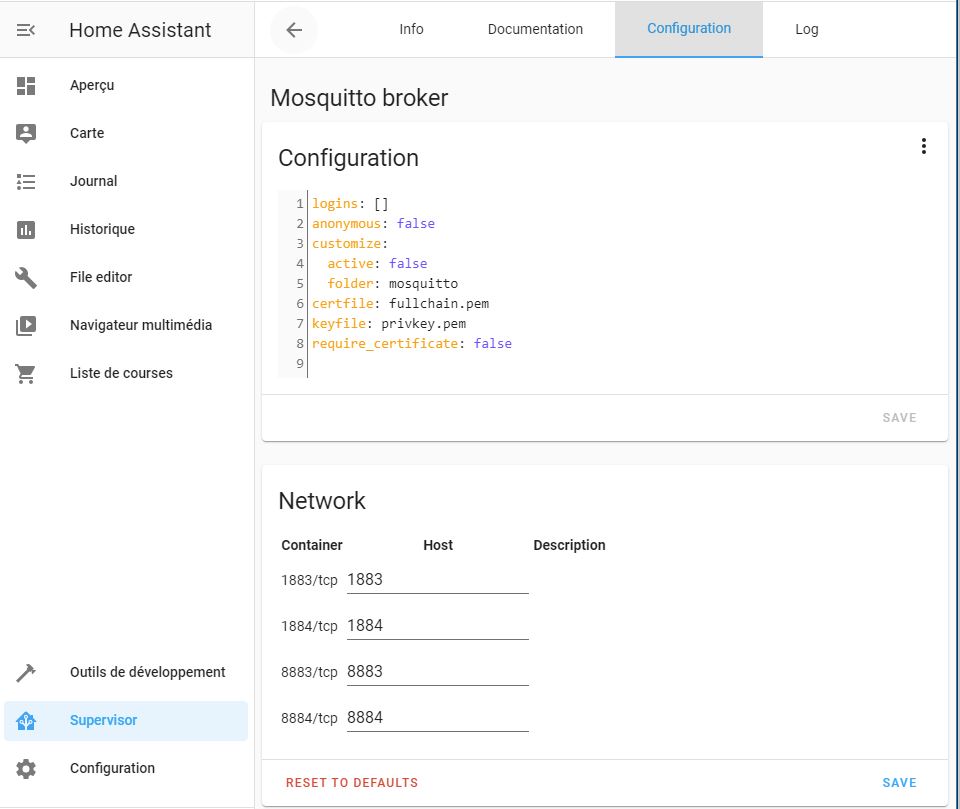 Home Assistant
Info
Documentation
Configuration
Log
Aperçu
Carte
Journal
Historique
File editor
Navigateur multimédia
Liste de courses
Outils de développement
Supervisor
Configuration
Mosquitto broker
Configuration
1 logins: []
2 anonymous: false
3 customize:
4   active: false
5   folder: mosquitto
6 certfile: fullchain.pem
7 keyfile: privkey.pem
8 require_certificate: false
9
SAVE
Network
Container Host Description
1883/tcp 1883
1884/tcp 1884
8883/tcp 8883
8884/tcp 8884
RESET TO DEFAULTS SAVE